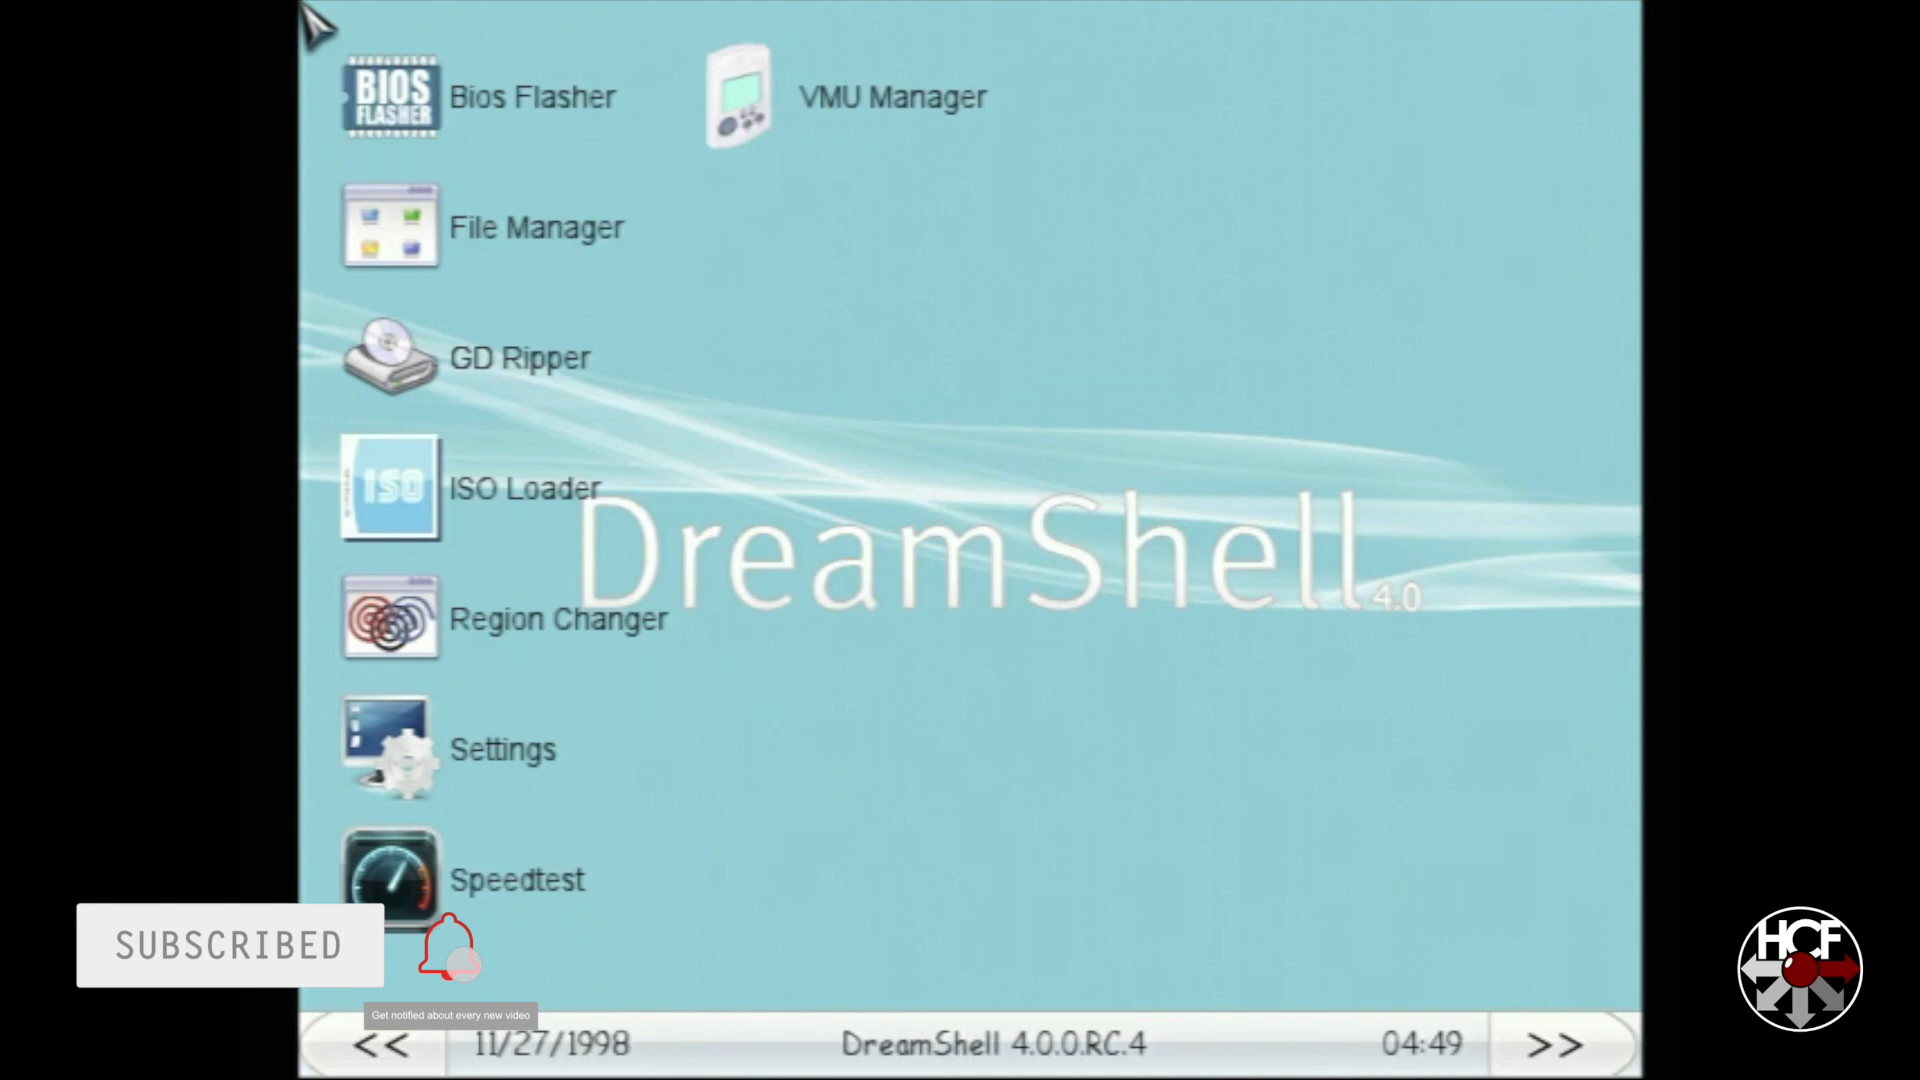 BIOS
FLASHER
Bios Flasher
VMU Manager
File Manager
GD Ripper
ISO
ISO Loader
DreamShell 4.0
Region Changer
Settings
Speedtest
SUBSCRIBED
Get notified about every new video
HCF
<< 11/27/1998 DreamShell 4.0.0.RC.4 04:49 >>